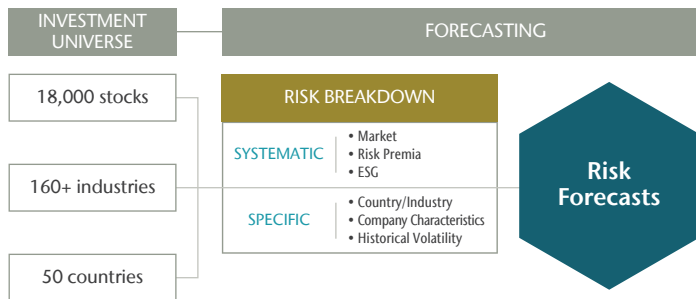 INVESTMENT
UNIVERSE
FORECASTING
18,000 stocks
160+ industries
50 countries
RISK BREAKDOWN
SYSTEMATIC
• Market
• Risk Premia
• ESG
SPECIFIC
• Country/Industry
• Company Characteristics
• Historical Volatility
Risk
Forecasts